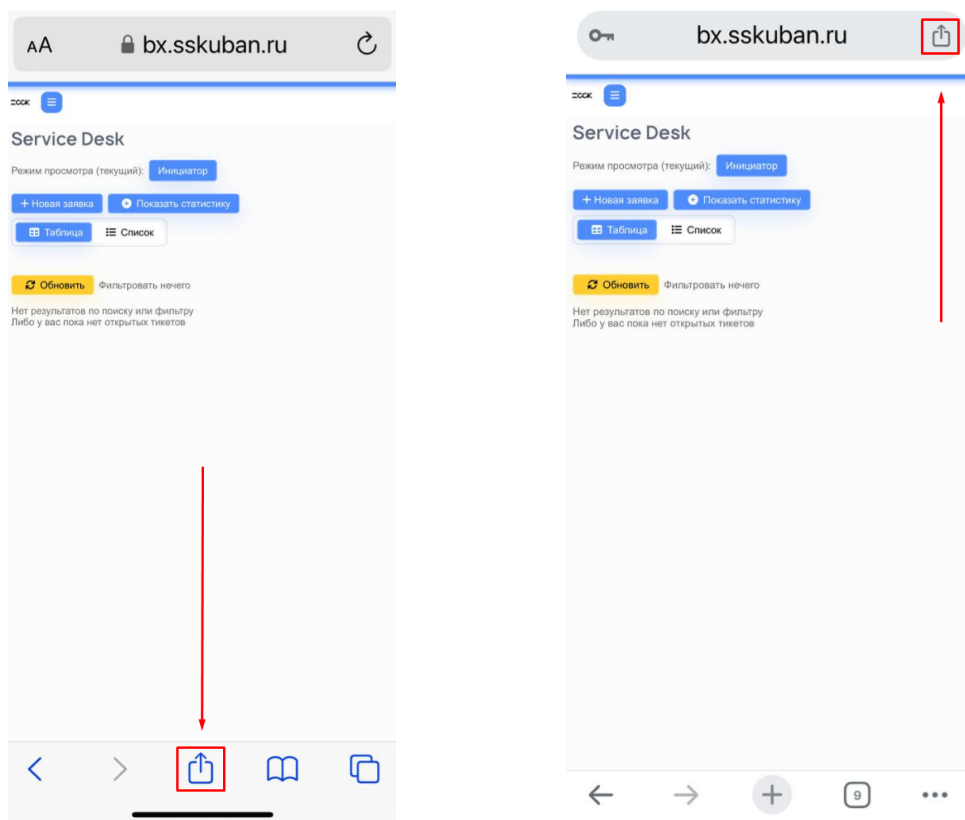 AA bx.sskuban.ru
ССК
Service Desk
Режим просмотра (текущий): Инициатор
+ Новая заявка Показать статистику
Таблица Список
Обновить Фильтровать нечего
Нет результатов по поиску или фильтру
Либо у вас пока нет открытых тикетов
bx.sskuban.ru
ССК
Service Desk
Режим просмотра (текущий): Инициатор
+ Новая заявка Показать статистику
Таблица Список
Обновить Фильтровать нечего
Нет результатов по поиску или фильтру
Либо у вас пока нет открытых тикетов
9